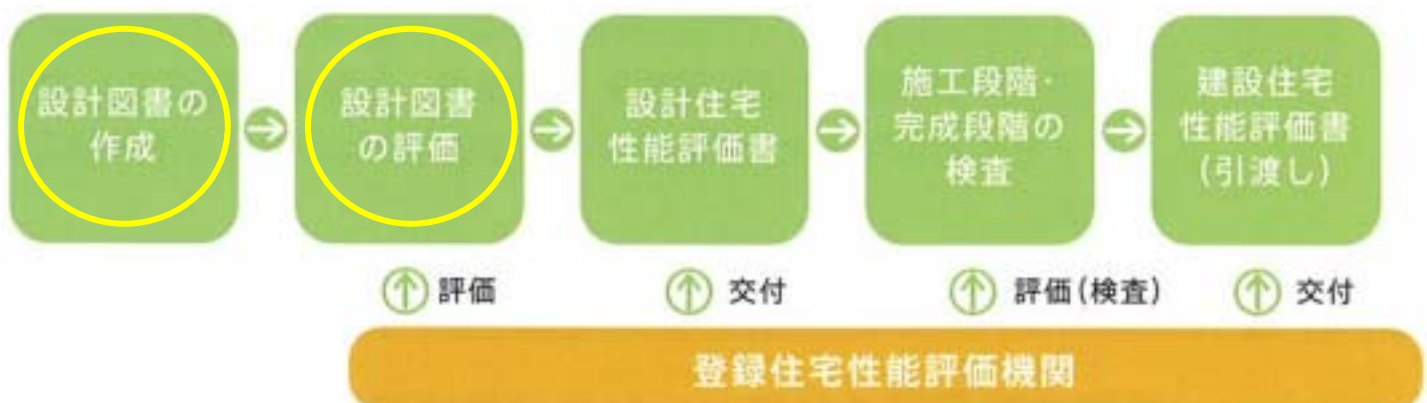 設計図書の
作成
設計図書
の評価
設計住宅
性能評価書
施工段階・
完成段階の
検査
建設住宅
性能評価書
(引渡し)
評価
交付
評価(検査)
交付
登録住宅性能評価機関